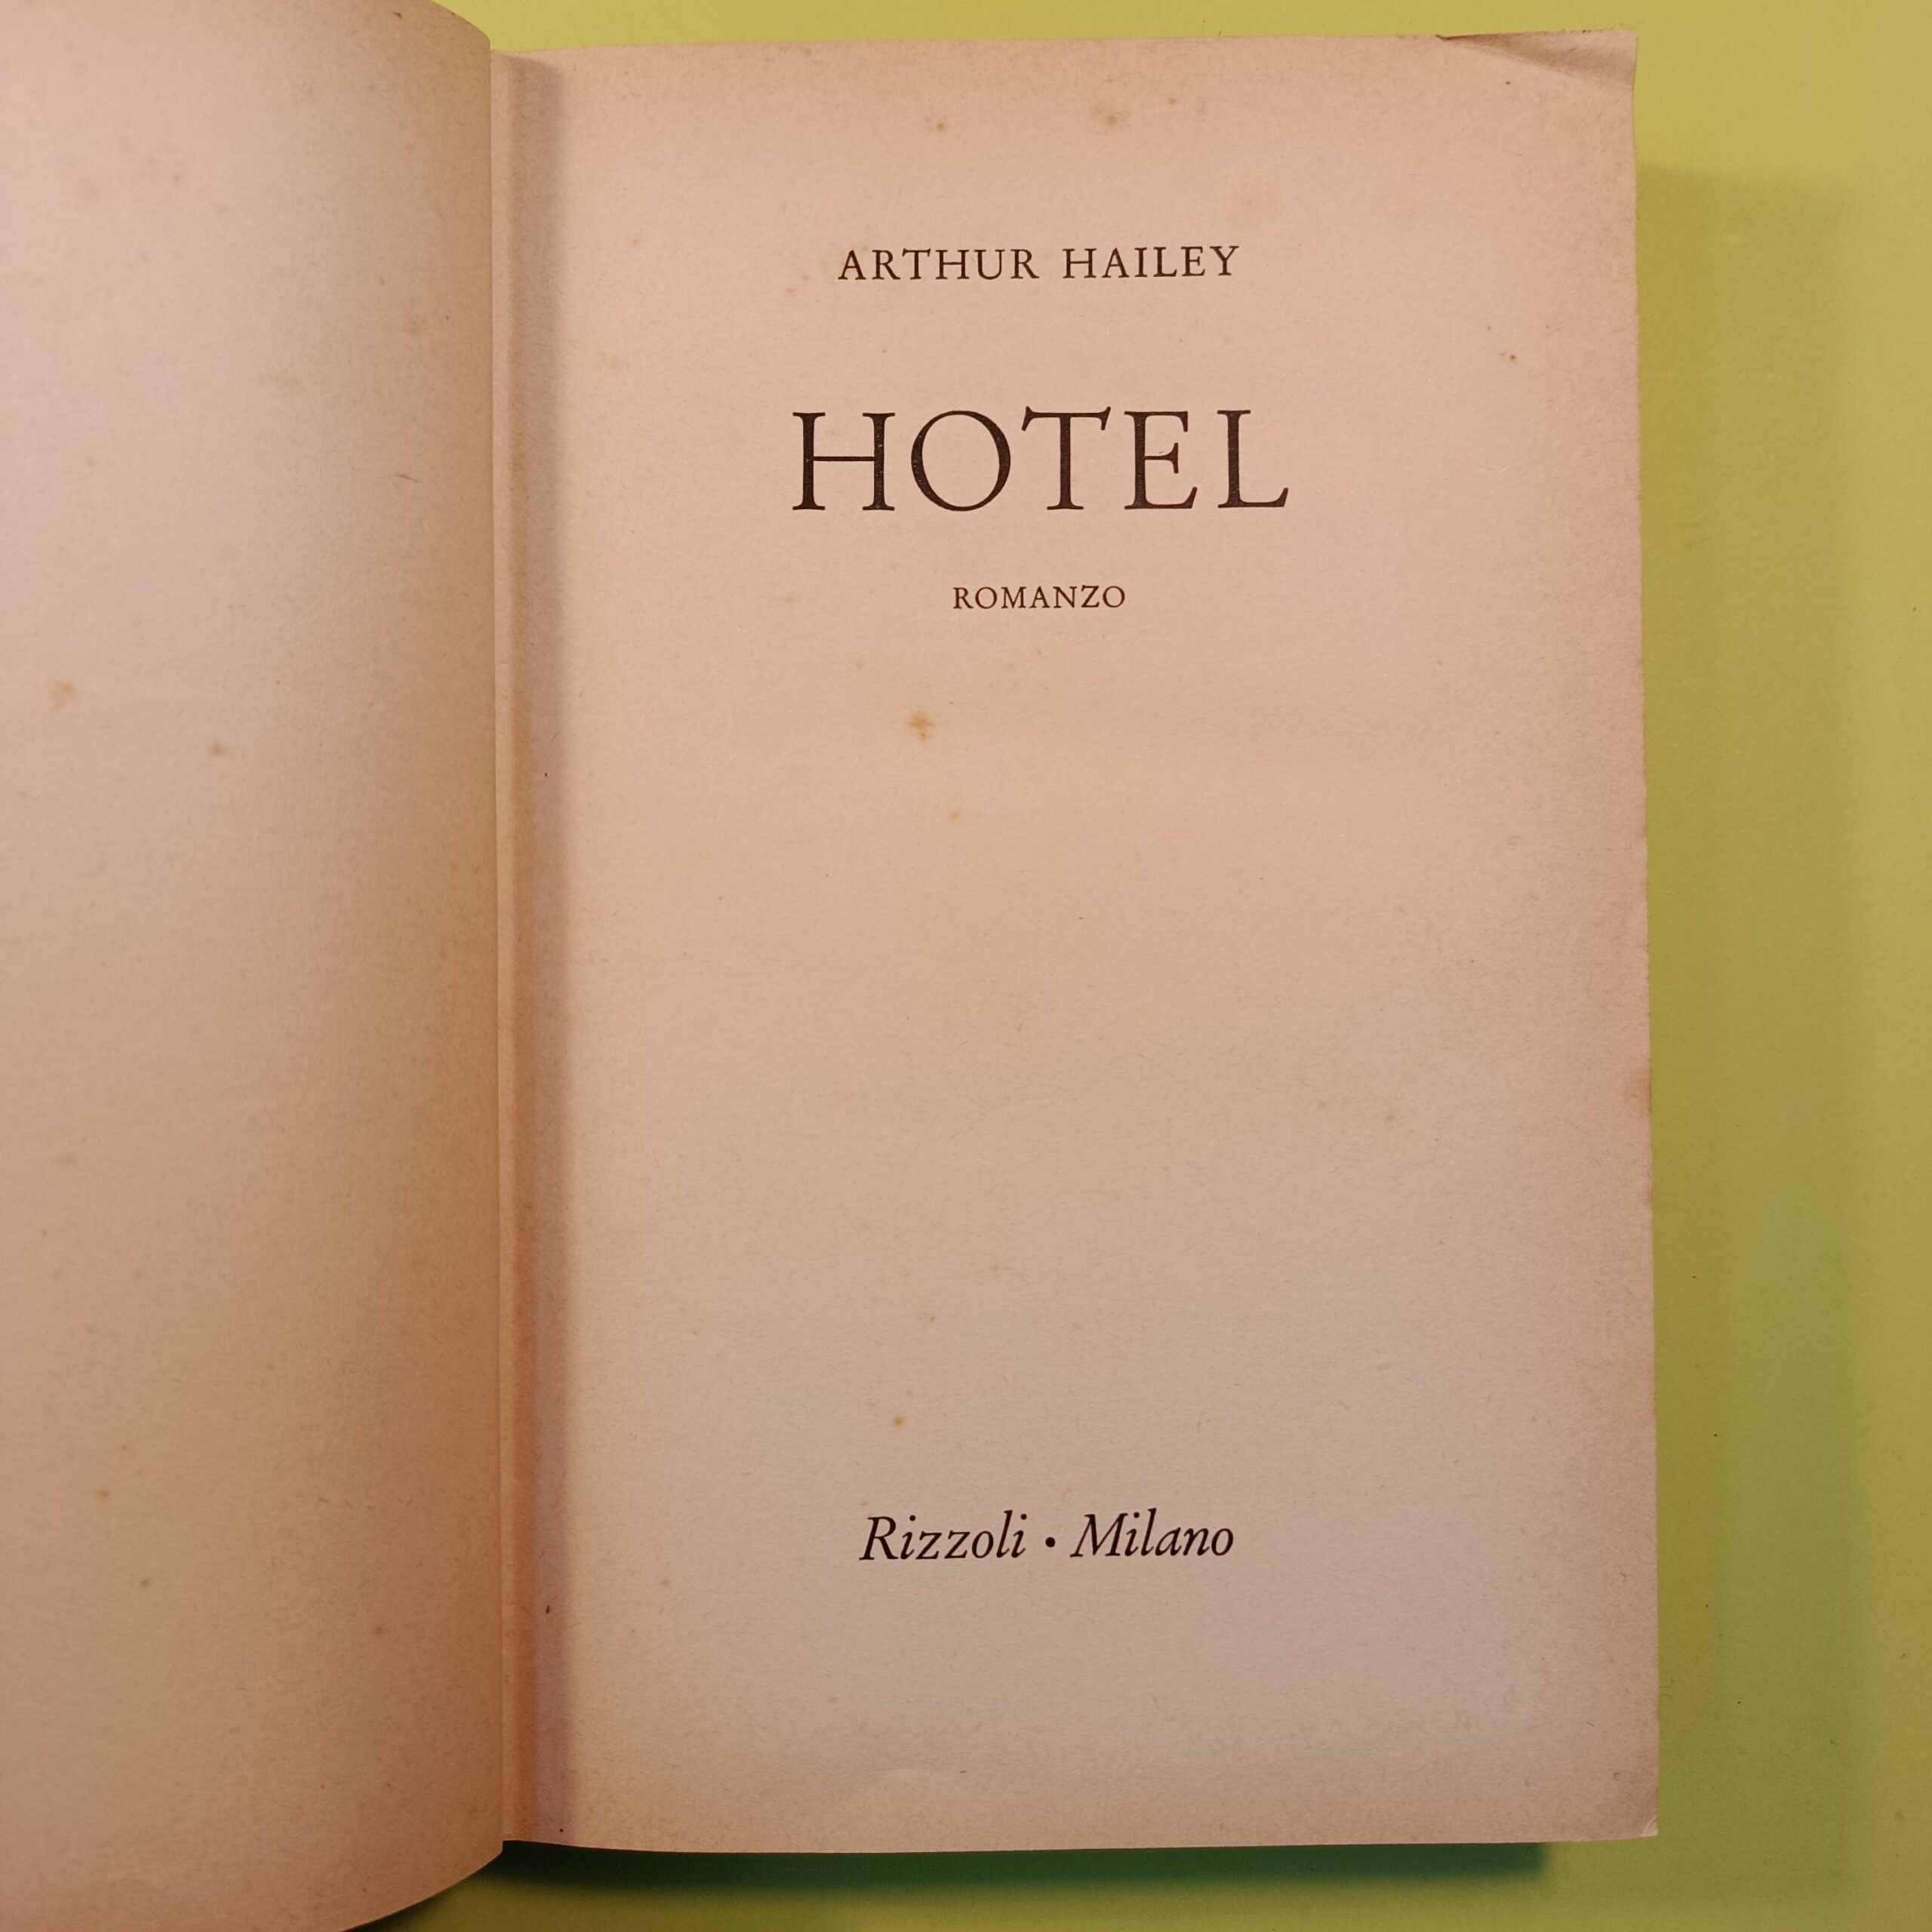 ARTHUR HAILEY
HOTEL
ROMANZO
Rizzoli • Milano